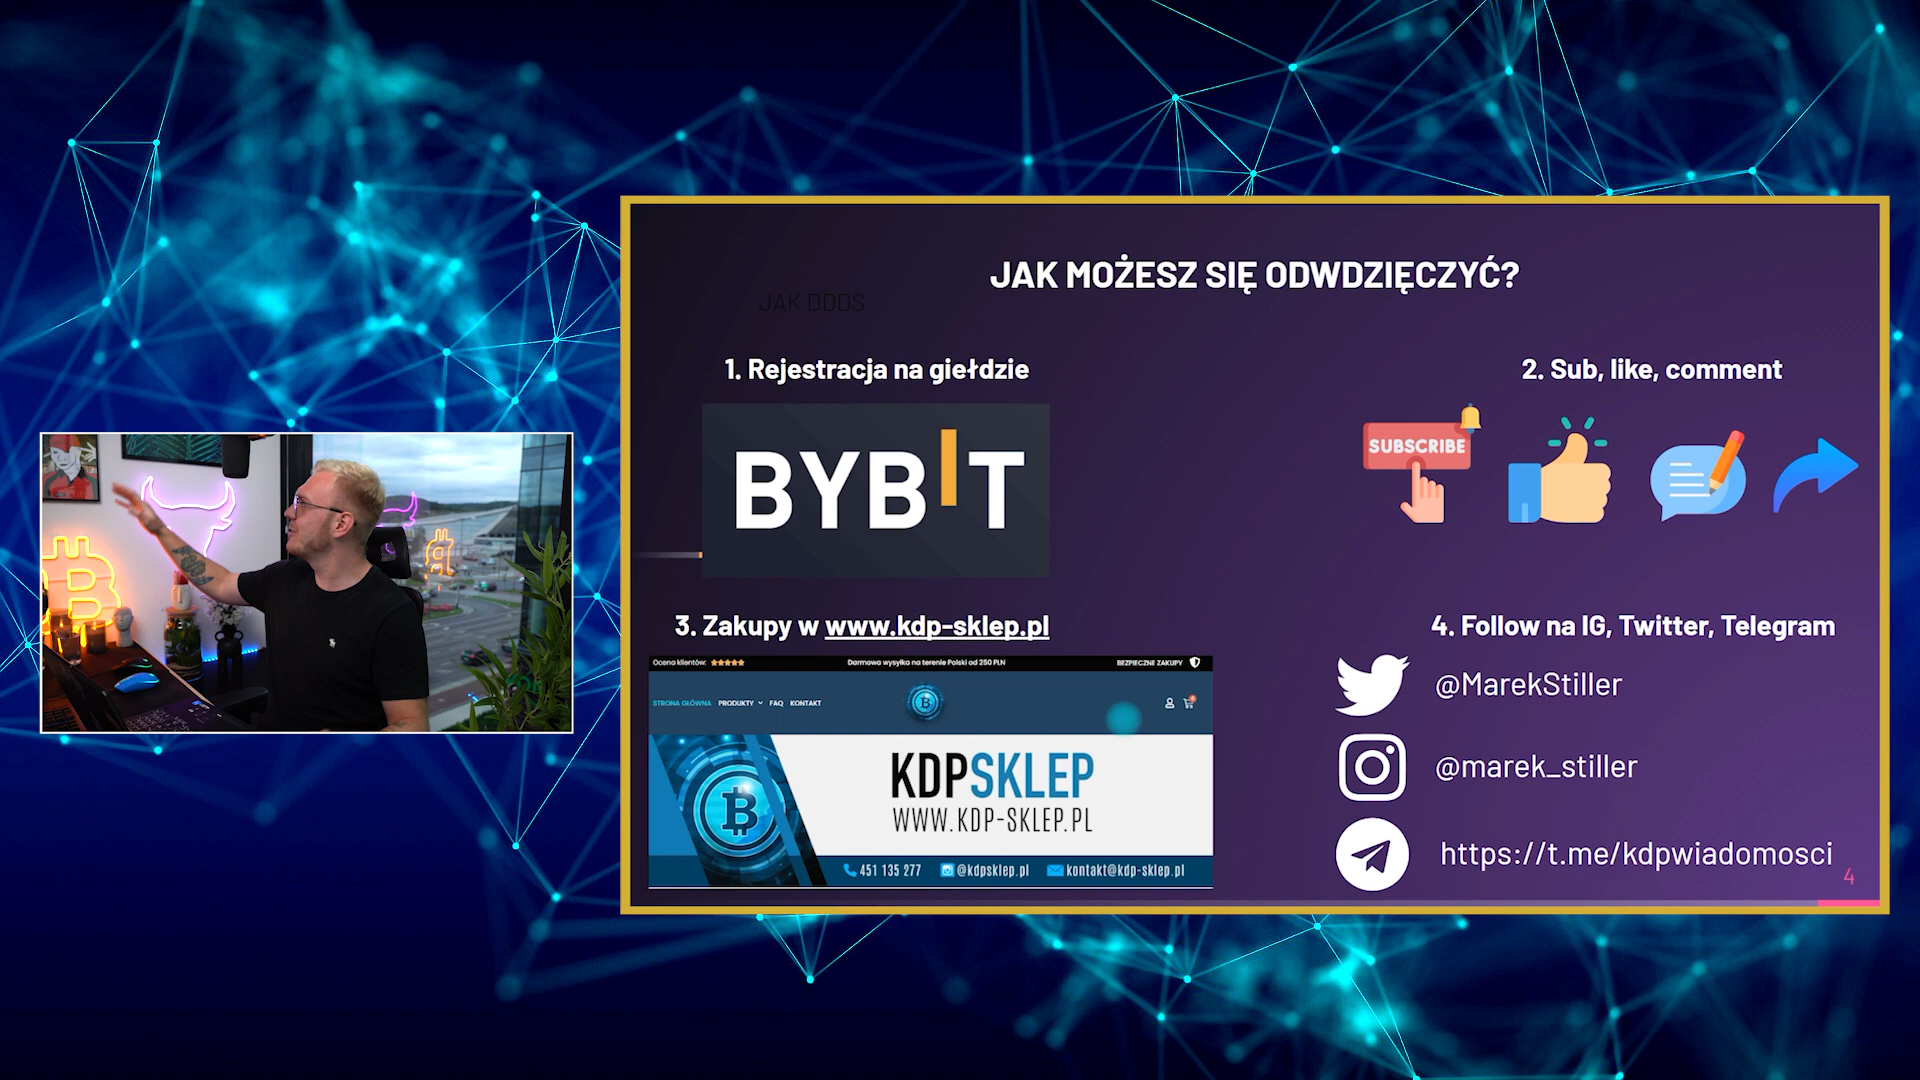 JAK MOŻESZ SIĘ ODWDZIĘCZYĆ?
JAK DDDS
1. Rejestracja na giełdzie
BYBIT
2. Sub, like, comment
SUBSCRIBE
3. Zakupy w www.kdp-sklep.pl
Ocena klientów:
Darmowa wysyłka na terenie Polski od 250 PLN
BEZPIECZNE ZAKUPY
STRONA GŁÓWNA PRODUKTY FAQ KONTAKT
KDPSKLEP
WWW.KDP-SKLEP.PL
451 135 277 @kdpsklep.pl kontakt@kdp-sklep.pl
4. Follow na IG, Twitter, Telegram
@MarekStiller
@marek_stiller
https://t.me/kdpwiadomosci
4